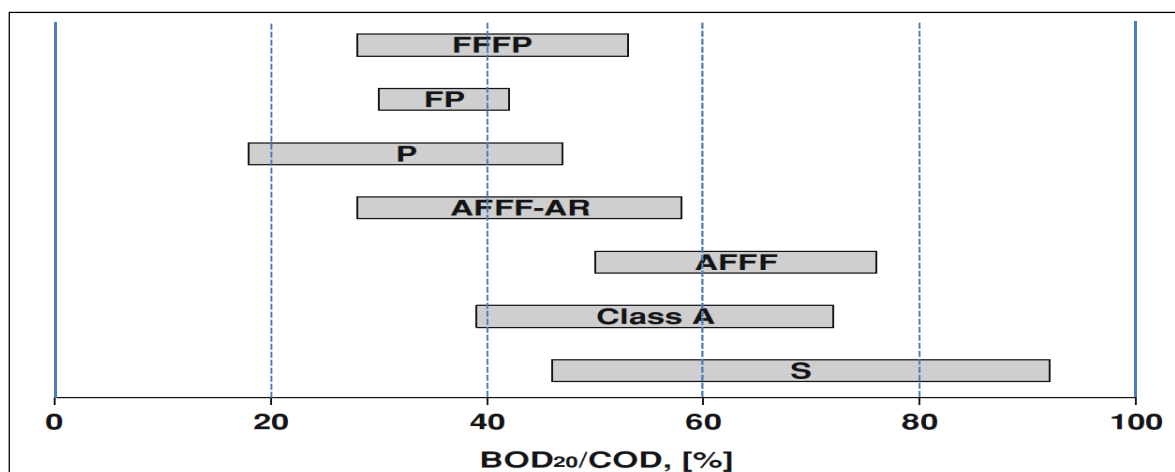 FFFP
FP
P
AFFF-AR
AFFF
Class A
S
0 20 40 60 80 100
BOD₂₀/COD, [%]